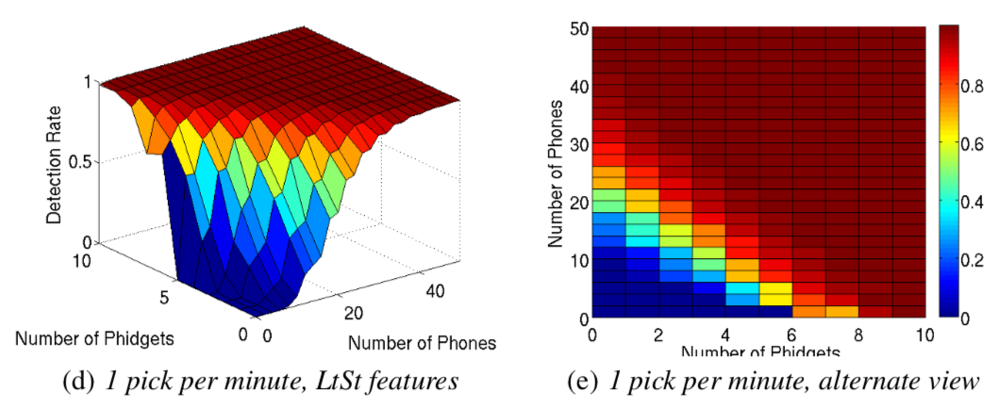 1
0.5
0
Detection Rate
10
5
0
Number of Phidgets
0
20
40
Number of Phones
(d) 1 pick per minute, LtSt features
50
40
30
20
10
0
Number of Phones
0 2 4 6 8 10
Number of Phidgets
0.8
0.6
0.4
0.2
0
(e) 1 pick per minute, alternate view